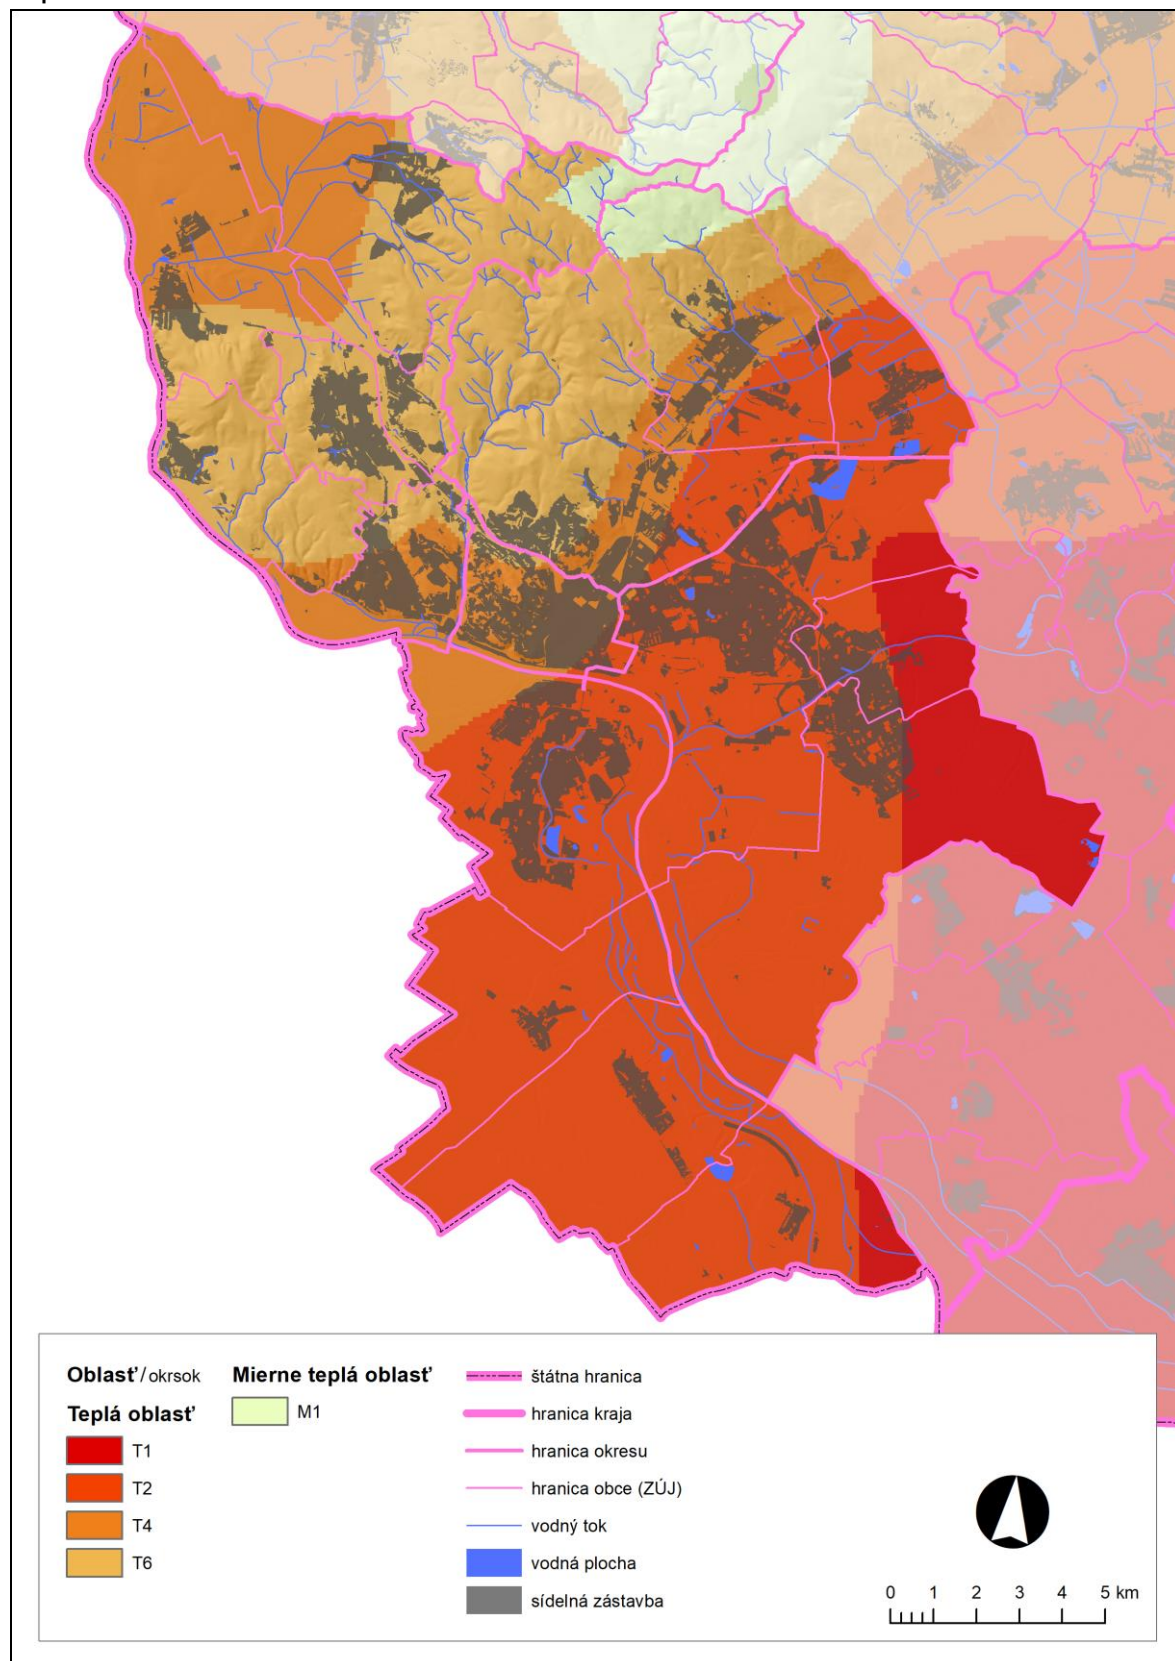 Oblasť/okrsok
Teplá oblasť
T1
T2
T4
T6
Mierne teplá oblasť
M1
štátna hranica
hranica kraja
hranica okresu
hranica obce (ZÚJ)
vodný tok
vodná plocha
sídelná zástavba
0 1 2 3 4 5 km